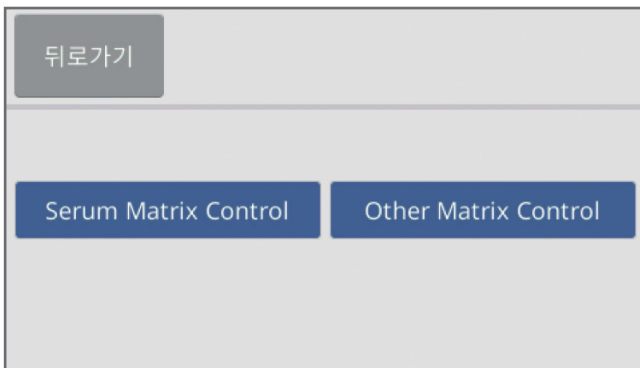 뒤로가기
Serum Matrix Control
Other Matrix Control